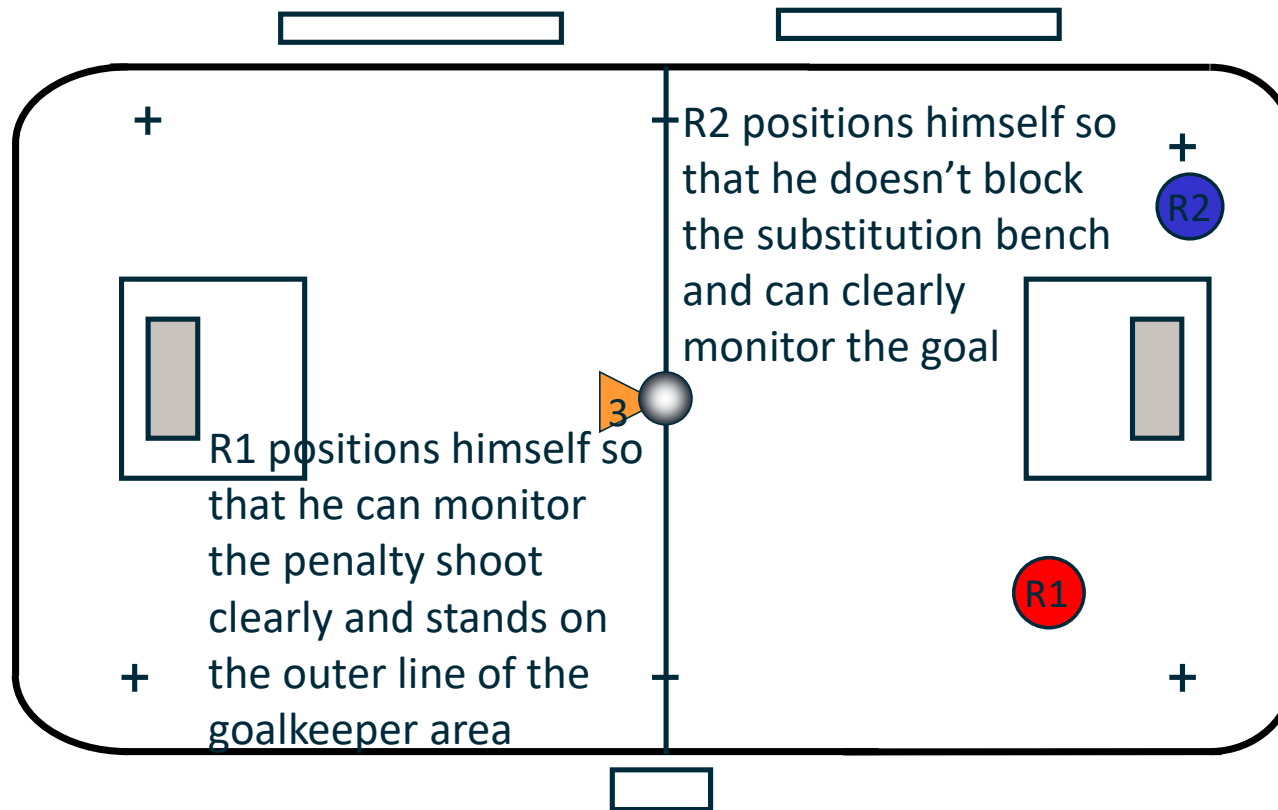 R2 positions himself so
that he doesn’t block
the substitution bench
and can clearly
monitor the goal
R2
3
R1 positions himself so
that he can monitor
the penalty shoot
clearly and stands on
the outer line of the
goalkeeper area
R1